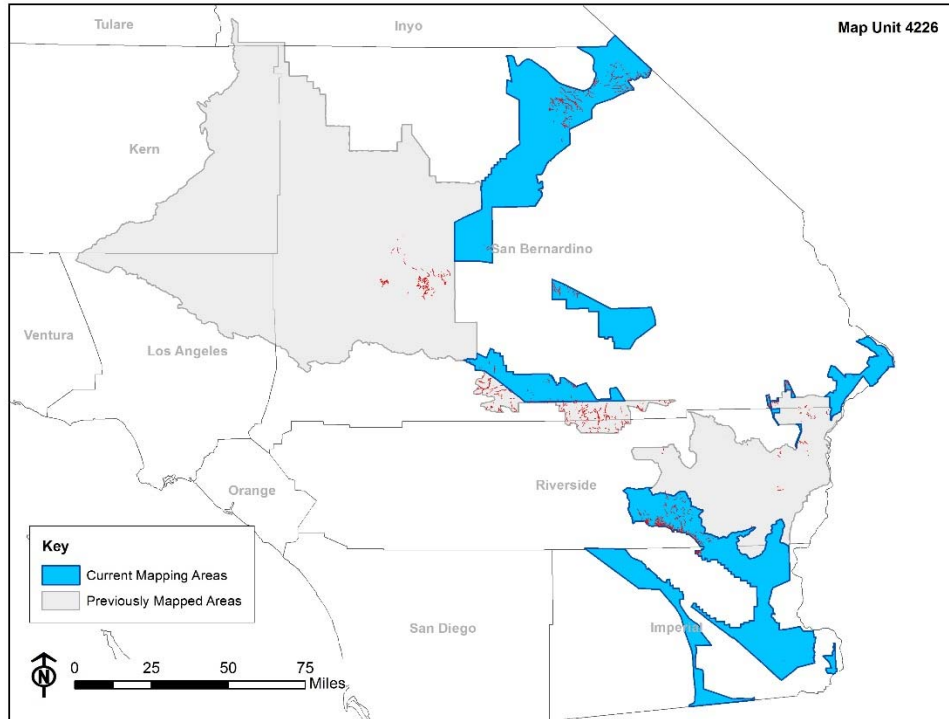 Tulare
Inyo
Map Unit 4226
Kern
San Bernardino
Ventura
Los Angeles
Orange
Riverside
Key
Current Mapping Areas
Previously Mapped Areas
San Diego
Imperial
N
0 25 50 75
Miles